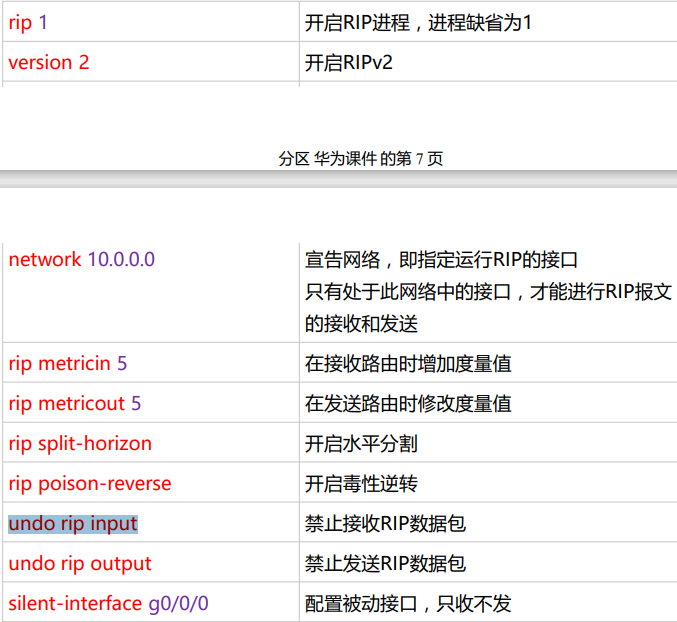 rip 1 开启RIP进程，进程缺省为1
version 2 开启RIPv2
分区 华为课件 的第 7 页
network 10.0.0.0 宣告网络，即指定运行RIP的接口
只有处于此网络中的接口，才能进行RIP报文
的接收和发送
rip metricin 5 在接收路由时增加度量值
rip metricout 5 在发送路由时修改度量值
rip split-horizon 开启水平分割
rip poison-reverse 开启毒性逆转
undo rip input 禁止接收RIP数据包
undo rip output 禁止发送RIP数据包
silent-interface g0/0/0 配置被动接口，只收不发